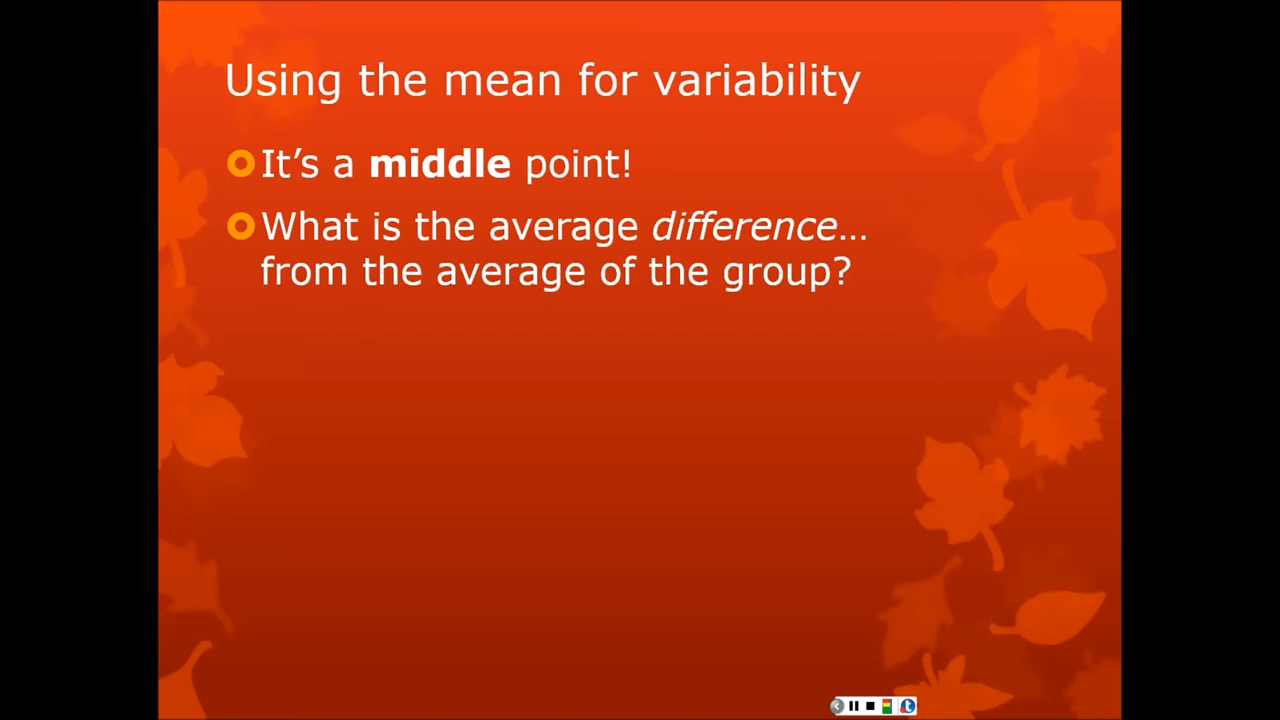 Using the mean for variability
It’s a middle point!
What is the average difference…
from the average of the group?